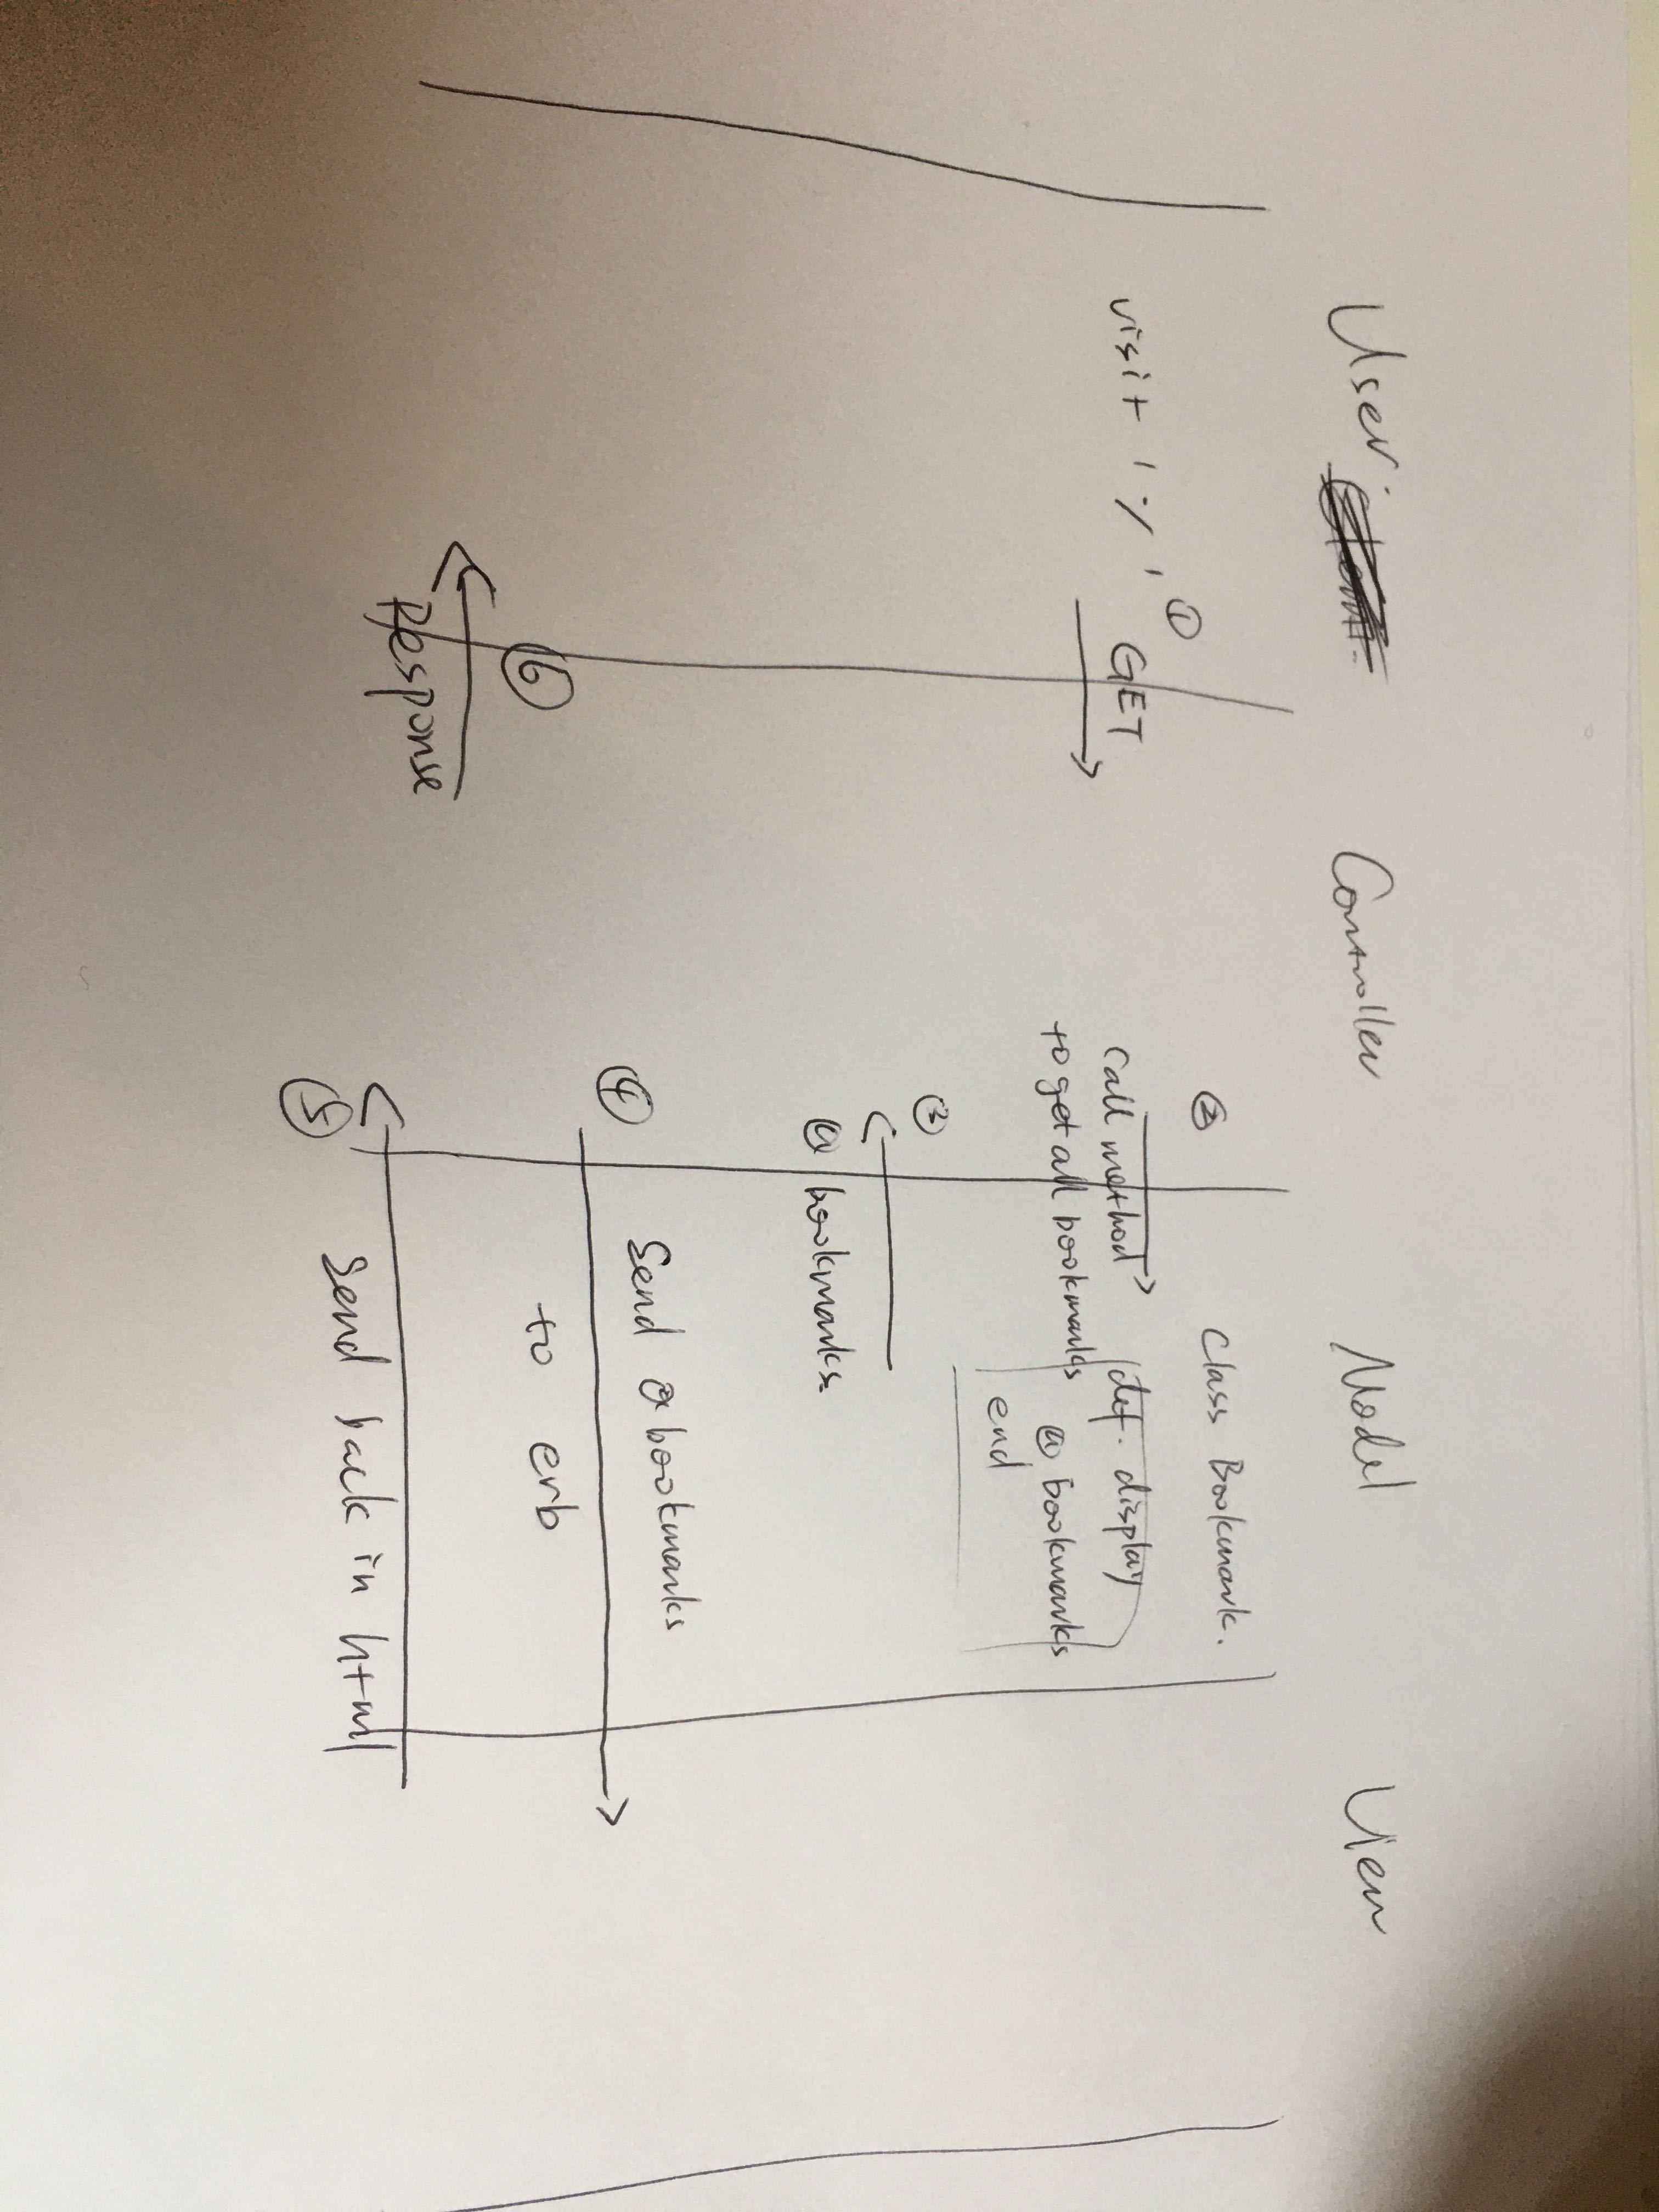 User. Controller Model View
① ② Class Bookmark.
visit '/' GET call method def. display
to get all bookmarks @bookmarks
end
③
@bookmarks
④ Send @bookmarks
to erb
⑥
Response
⑤ Send back in html